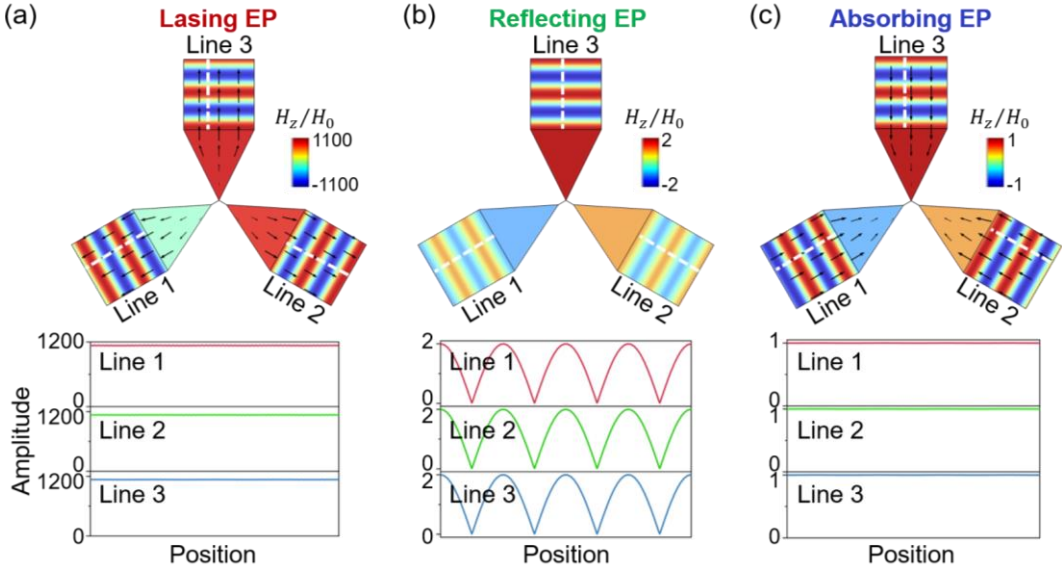 (a) Lasing EP
Line 3
H_z/H_0
1100
-1100
Line 1
Line 2
1200
Line 1
0
1200
Line 2
0
1200
Line 3
0
Amplitude
Position
(b) Reflecting EP
Line 3
H_z/H_0
2
-2
Line 1
Line 2
2
Line 1
0
2
Line 2
0
2
Line 3
0
Position
(c) Absorbing EP
Line 3
H_z/H_0
1
-1
Line 1
Line 2
1
Line 1
0
1
Line 2
0
1
Line 3
0
Position